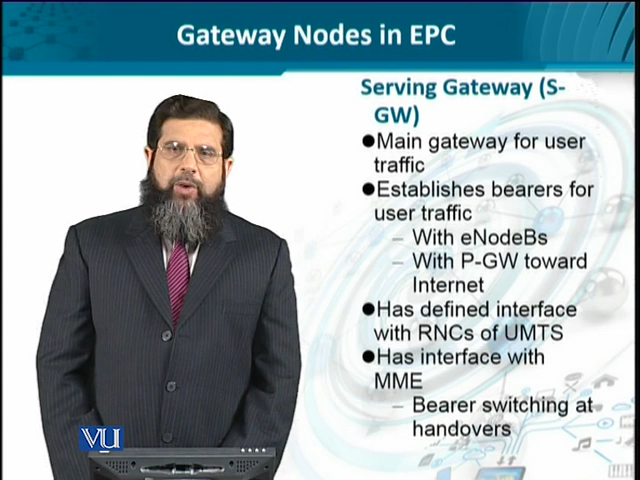 Gateway Nodes in EPC
Serving Gateway (S-
GW)
●Main gateway for user
traffic
●Establishes bearers for
user traffic
– With eNodeBs
– With P-GW toward
Internet
●Has defined interface
with RNCs of UMTS
●Has interface with
MME
– Bearer switching at
handovers
VU